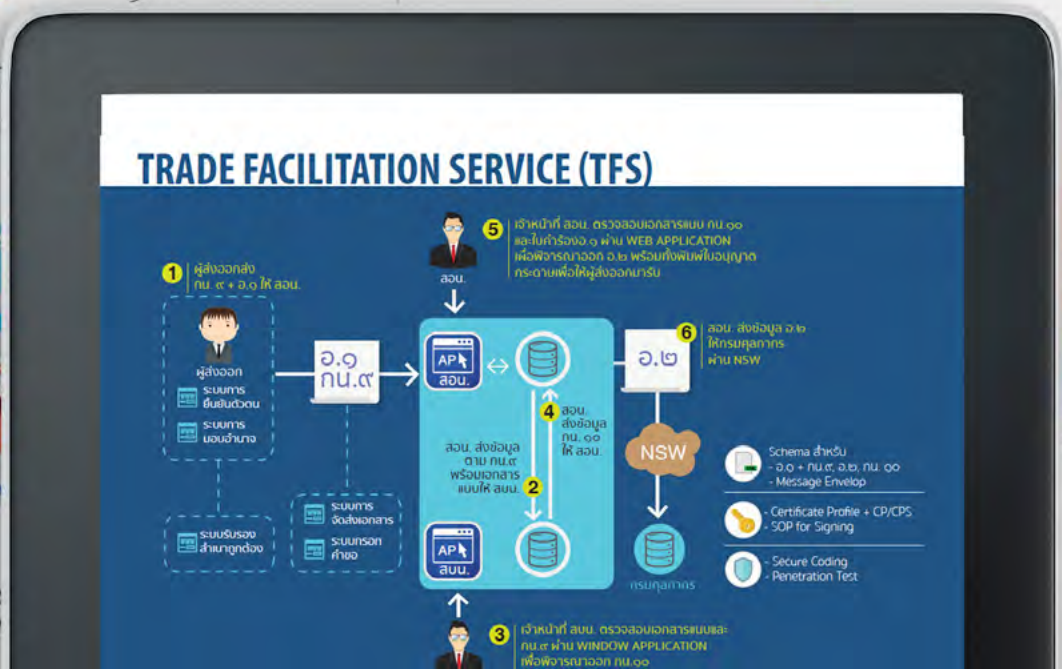 TRADE FACILITATION SERVICE (TFS)
1
ผู้ส่งออกส่ง
กน. ๙ + อ.๑ ให้ สอน.
ผู้ส่งออก
ระบบการ
ยืนยันตัวตน
ระบบการ
มอบอำนาจ
ระบบรับรอง
สำเนาถูกต้อง
อ.๑
กน.๙
ระบบการ
จัดส่งเอกสาร
ระบบกรอก
คำขอ
5
เจ้าหน้าที่ สอน. ตรวจสอบเอกสารแนบ กน.๑๐
และใบคำร้องอ.๑ ผ่าน WEB APPLICATION
เพื่อพิจารณาออก อ.๒ พร้อมทั้งพิมพ์ใบอนุญาต
กระดาษเพื่อให้ผู้ส่งออกมารับ
สอน.
AP
สอน.
สอน. ส่งข้อมูล
ตาม กน.๙
พร้อมเอกสาร
แนบให้ สบน.
2
4
สอน.
ส่งข้อมูล
กน. ๑๐
ให้ สอน.
AP
สบน.
3
เจ้าหน้าที่ สบน. ตรวจสอบเอกสารแนบและ
กน.๙ ผ่าน WINDOW APPLICATION
เพื่อพิจารณาออก กน.๑๐
อ.๒
6
สอน. ส่งข้อมูล อ.๒
ให้กรมศุลกากร
ผ่าน NSW
NSW
กรมศุลกากร
Schema สำหรับ
- อ.๑ + กน.๙, อ.๒, กน. ๑๐
- Message Envelop
- Certificate Profile + CP/CPS
- SOP for Signing
- Secure Coding
- Penetration Test